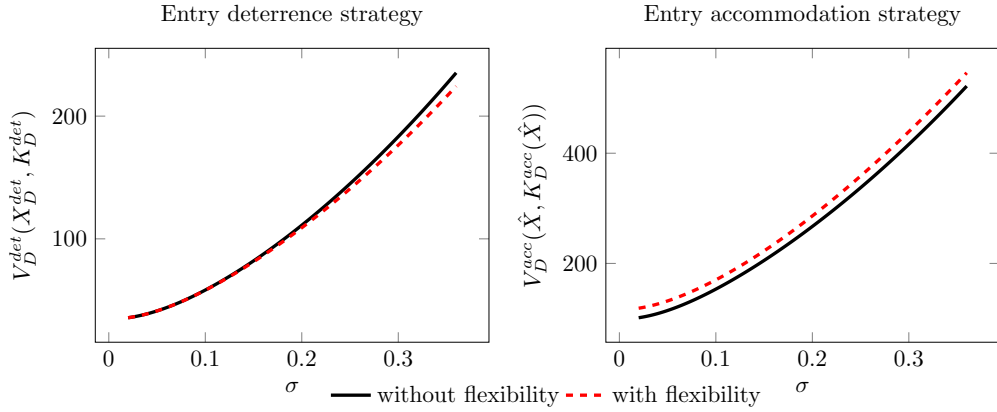 Entry deterrence strategy
V_D^{det}(X_D^{det}, K_D^{det})
200
100
0 0.1 0.2 0.3
σ
Entry accommodation strategy
V_D^{acc}(\hat{X}, K_D^{acc}(\hat{X}))
400
200
0 0.1 0.2 0.3
σ
without flexibility with flexibility